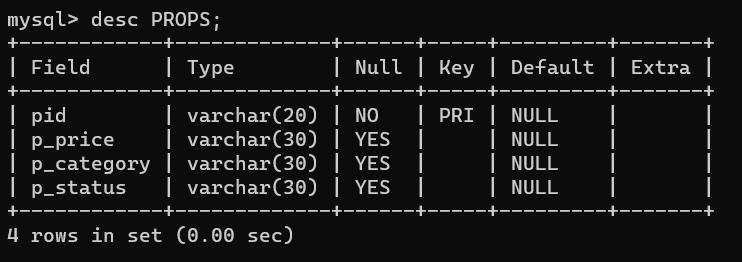 mysql> desc PROPS;
+------------+-------------+------+-----+---------+-------+
| Field      | Type        | Null | Key | Default | Extra |
+------------+-------------+------+-----+---------+-------+
| pid        | varchar(20) | NO   | PRI | NULL    |       |
| p_price    | varchar(30) | YES  |     | NULL    |       |
| p_category | varchar(30) | YES  |     | NULL    |       |
| p_status   | varchar(30) | YES  |     | NULL    |       |
+------------+-------------+------+-----+---------+-------+
4 rows in set (0.00 sec)